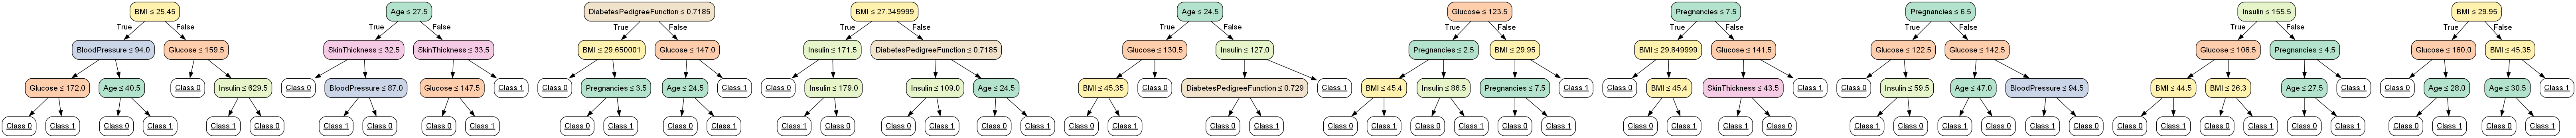 BMI ≤ 25.45
True False
BloodPressure ≤ 94.0 Glucose ≤ 159.5
Glucose ≤ 172.0 Age ≤ 40.5 Class 0 Insulin ≤ 629.5
Class 0 Class 1 Class 0 Class 1 Class 1 Class 0
Age ≤ 27.5
True False
SkinThickness ≤ 32.5 SkinThickness ≤ 33.5
Class 0 BloodPressure ≤ 87.0 Glucose ≤ 147.5 Class 1
Class 1 Class 0 Class 0 Class 1
DiabetesPedigreeFunction ≤ 0.7185
True False
BMI ≤ 29.650001 Glucose ≤ 147.0
Class 0 Pregnancies ≤ 3.5 Age ≤ 24.5 Class 1
Class 0 Class 1 Class 0 Class 1
BMI ≤ 27.349999
True False
Insulin ≤ 171.5 DiabetesPedigreeFunction ≤ 0.7185
Class 0 Insulin ≤ 179.0 Insulin ≤ 109.0 Age ≤ 24.5
Class 1 Class 0 Class 0 Class 1 Class 0 Class 1
Age ≤ 24.5
True False
Glucose ≤ 130.5 Insulin ≤ 127.0
BMI ≤ 45.35 Class 0 DiabetesPedigreeFunction ≤ 0.729 Class 1
Class 0 Class 1 Class 0 Class 1
Glucose ≤ 123.5
True False
Pregnancies ≤ 2.5 BMI ≤ 29.95
BMI ≤ 45.4 Insulin ≤ 86.5 Pregnancies ≤ 7.5 Class 1
Class 0 Class 1 Class 0 Class 1 Class 0 Class 1
Pregnancies ≤ 7.5
True False
BMI ≤ 29.849999 Glucose ≤ 141.5
Class 0 BMI ≤ 45.4 SkinThickness ≤ 43.5 Class 1
Class 0 Class 1 Class 1 Class 0
Pregnancies ≤ 6.5
True False
Glucose ≤ 122.5 Glucose ≤ 142.5
Class 0 Insulin ≤ 59.5 Age ≤ 47.0 BloodPressure ≤ 94.5
Class 1 Class 0 Class 1 Class 0 Class 1 Class 0
Insulin ≤ 155.5
True False
Glucose ≤ 106.5 Pregnancies ≤ 4.5
BMI ≤ 44.5 BMI ≤ 26.3 Age ≤ 27.5 Class 1
Class 0 Class 1 Class 0 Class 1 Class 0 Class 1
BMI ≤ 29.95
True False
Glucose ≤ 160.0 BMI ≤ 45.35
Class 0 Age ≤ 28.0 Age ≤ 30.5 Class 1
Class 0 Class 1 Class 0 Class 1